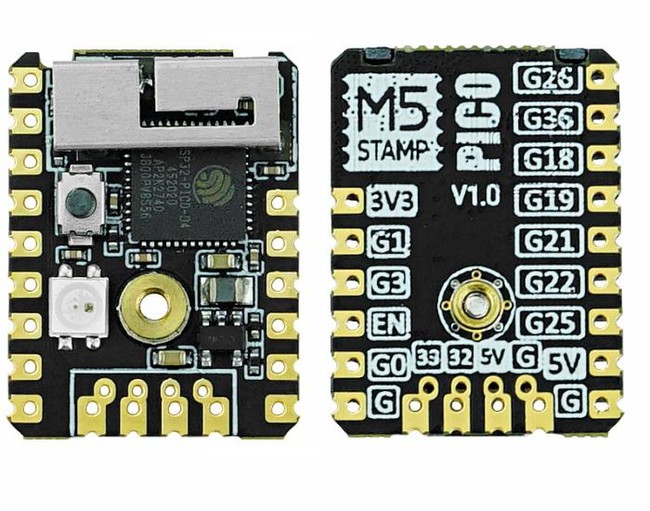 ESP32-PICO-D4
M5
STAMP
PICO
V1.0
G26
G36
G18
3V3
G19
G1
G21
G3
G22
EN
G25
33
32
5V
G
G0
5V
G
G